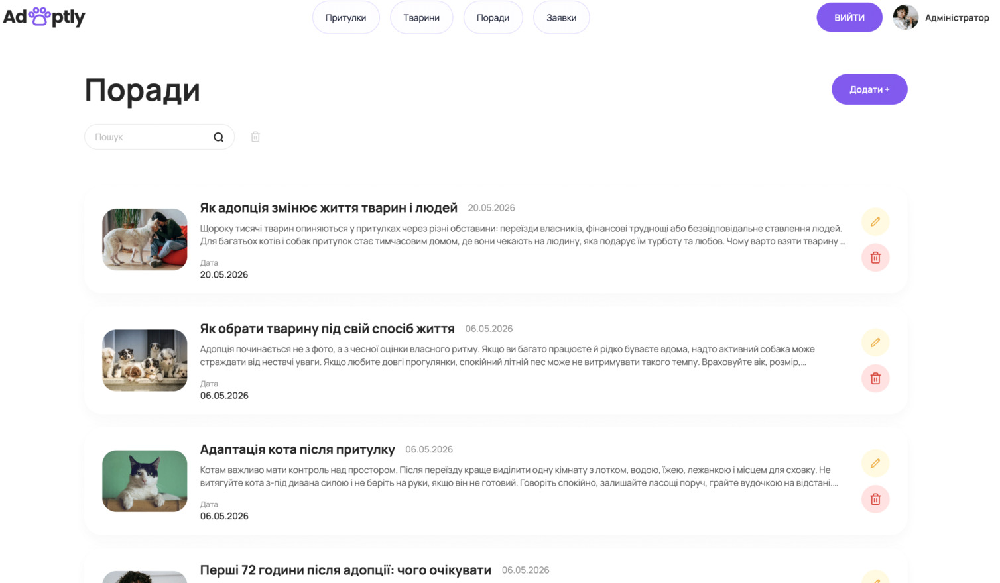 Adoptly
Притулки
Тварини
Поради
Заявки
ВИЙТИ
Адміністратор
Поради
Додати +
Пошук
Як адопція змінює життя тварин і людей 20.05.2026
Щороку тисячі тварин опиняються у притулках через різні обставини: переїзди власників, фінансові труднощі або безвідповідальне ставлення людей.
Для багатьох котів і собак притулок стає тимчасовим домом, де вони чекають на людину, яка подарує їм турботу та любов. Чому варто взяти тварину ...
Дата
20.05.2026
Як обрати тварину під свій спосіб життя 06.05.2026
Адопція починається не з фото, а з чесної оцінки власного ритму. Якщо ви багато працюєте й рідко буваєте вдома, надто активний собака може
страждати від нестачі уваги. Якщо любите довгі прогулянки, спокійний літній пес може не витримувати такого темпу. Враховуйте вік, розмір,...
Дата
06.05.2026
Адаптація кота після притулку 06.05.2026
Котам важливо мати контроль над простором. Після переїзду краще виділити одну кімнату з лотком, водою, їжею, лежанкою і місцем для сховку. Не
витягуйте кота з-під дивана силою і не беріть на руки, якщо він не готовий. Говоріть спокійно, залишайте ласощі поруч, грайте вудочкою на відстані....
Дата
06.05.2026
Перші 72 години після адопції: чого очікувати 06.05.2026